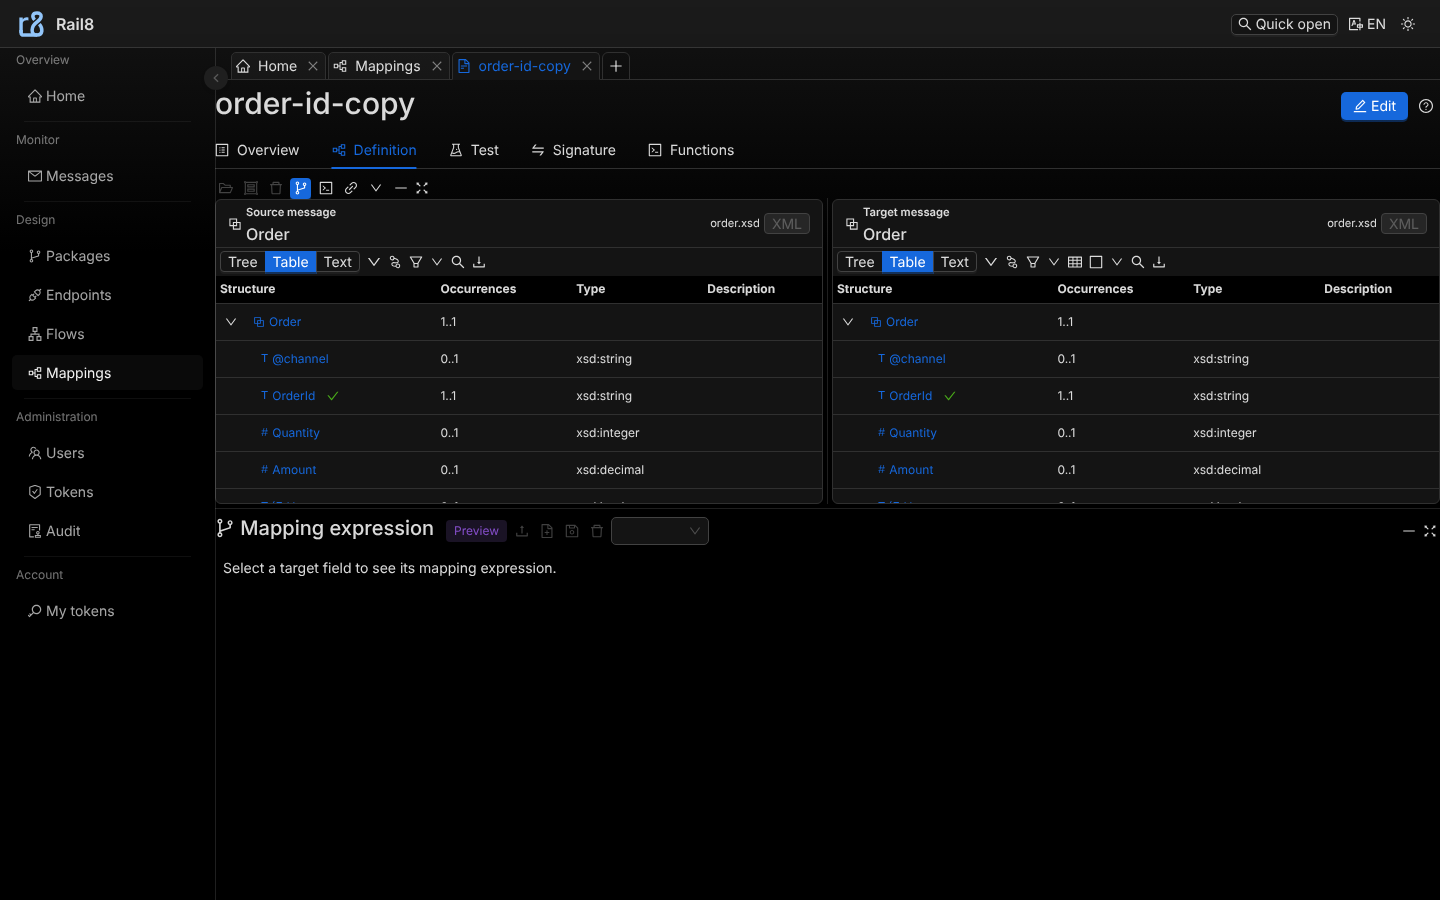 Rail8
Quick open
EN
Overview
Home
Monitor
Messages
Design
Packages
Endpoints
Flows
Mappings
Administration
Users
Tokens
Audit
Account
My tokens
Home
Mappings
order-id-copy
order-id-copy
Edit
Overview
Definition
Test
Signature
Functions
Source message
Order
order.xsd XML
Tree Table Text
Structure Occurrences Type Description
Order 1..1
T @channel 0..1 xsd:string
T OrderId 1..1 xsd:string
# Quantity 0..1 xsd:integer
# Amount 0..1 xsd:decimal
Target message
Order
order.xsd XML
Tree Table Text
Structure Occurrences Type Description
Order 1..1
T @channel 0..1 xsd:string
T OrderId 1..1 xsd:string
# Quantity 0..1 xsd:integer
# Amount 0..1 xsd:decimal
Mapping expression Preview
Select a target field to see its mapping expression.